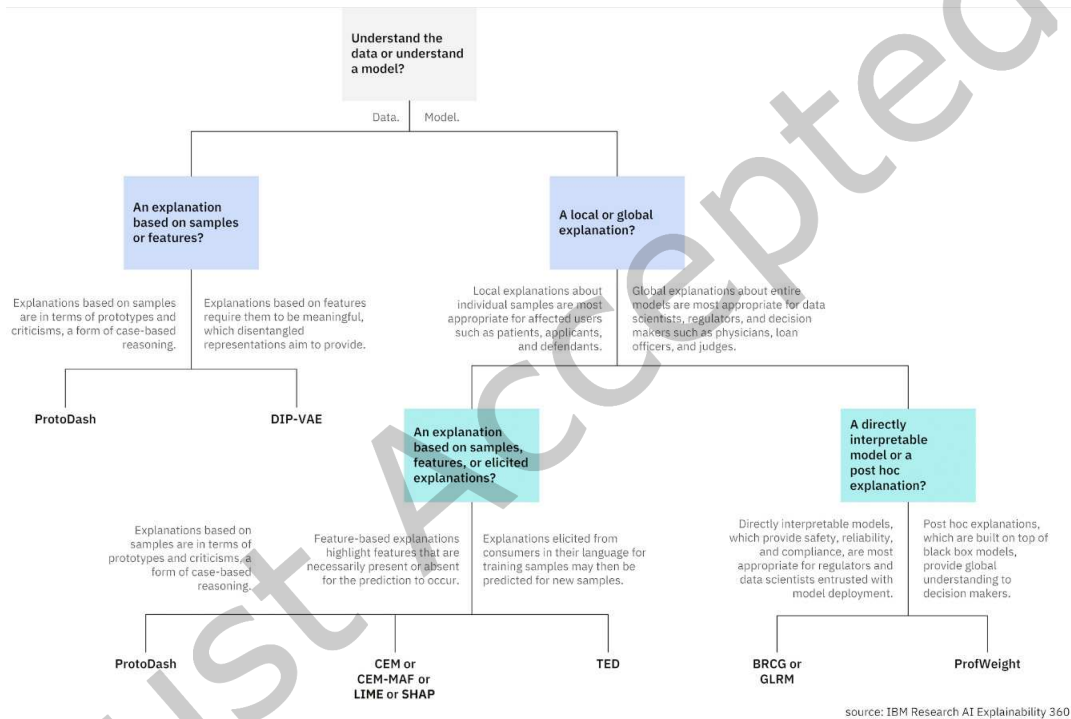 Understand the
data or understand
a model?
Data.
Model.
An explanation
based on samples
or features?
A local or global
explanation?
Explanations based on samples
are in terms of prototypes and
criticisms, a form of case-based
reasoning.
Explanations based on features
require them to be meaningful,
which disentangled
representations aim to provide.
Local explanations about
individual samples are most
appropriate for affected users
such as patients, applicants,
and defendants.
Global explanations about entire
models are most appropriate for data
scientists, regulators, and decision
makers such as physicians, loan
officers, and judges.
ProtoDash
DIP-VAE
An explanation
based on samples,
features, or elicited
explanations?
A directly
interpretable
model or a
post hoc
explanation?
Explanations based on
samples are in terms of
prototypes and criticisms, a
form of case-based
reasoning.
Feature-based explanations
highlight features that are
necessarily present or absent
for the prediction to occur.
Explanations elicited from
consumers in their language for
training samples may then be
predicted for new samples.
Directly interpretable models,
which provide safety, reliability,
and compliance, are most
appropriate for regulators and
data scientists entrusted with
model deployment.
Post hoc explanations,
which are built on top of
black box models,
provide global
understanding to
decision makers.
ProtoDash
CEM or
CEM-MAF or
LIME or SHAP
TED
BRCG or
GLRM
ProfWeight
source: IBM Research AI Explainability 360
ust Accepted